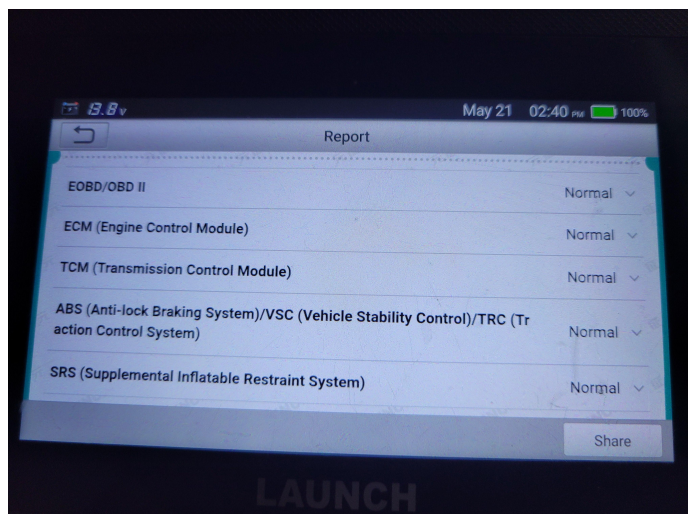 13.8 v
May 21 02:40 PM 100%
Report
EOBD/OBD II
Normal
ECM (Engine Control Module)
Normal
TCM (Transmission Control Module)
Normal
ABS (Anti-lock Braking System)/VSC (Vehicle Stability Control)/TRC (Tr
action Control System)
Normal
SRS (Supplemental Inflatable Restraint System)
Normal
Share
LAUNCH